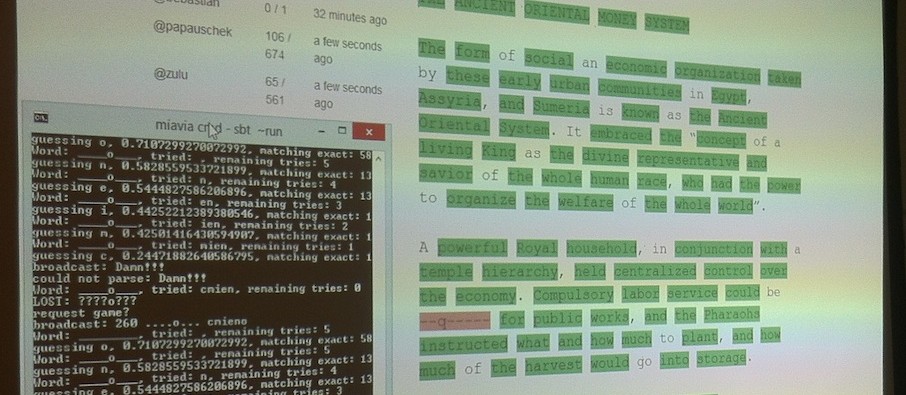 @sebastian 0 / 1 32 minutes ago
@papauschek 106 / 674 a few seconds ago
@zulu 65 / 561 a few seconds ago
miavia cmd - sbt ~run
guessing o, 0.7107299270072992, matching exact: 58
Word: ____o___, tried: , remaining tries: 5
guessing n, 0.5828559533721899, matching exact: 13
Word: ____o___, tried: n, remaining tries: 4
guessing e, 0.5444827586206896, matching exact: 13
Word: ____o___, tried: en, remaining tries: 3
guessing i, 0.44252212389380546, matching exact: 1
Word: ____o___, tried: ien, remaining tries: 2
guessing m, 0.42501416430594907, matching exact: 1
Word: ____o___, tried: mien, remaining tries: 1
guessing c, 0.24471882640586795, matching exact: 1
broadcast: Damn!!!
could not parse: Damn!!!
Word: ____o___, tried: cmien, remaining tries: 0
LOST: ????o???
request game?
broadcast: 260 ....o... cmieno
Word: ________, tried: , remaining tries: 5
guessing o, 0.7107299270072992, matching exact: 58
Word: ____o___, tried: , remaining tries: 5
guessing n, 0.5828559533721899, matching exact: 13
Word: ____o___, tried: n, remaining tries: 4
guessing e, 0.5444827586206896, matching exact: 13
THE ANCIENT ORIENTAL MONEY SYSTEM
The form of social an economic organization taken
by these early urban communities in Egypt,
Assyria, and Sumeria is known as the Ancient
Oriental System. It embraced the "concept of a
living King as the divine representative and
savior of the whole human race, who had the power
to organize the welfare of the whole world".
A powerful Royal household, in conjunction with a
temple hierarchy, held centralized control over
the economy. Compulsory labor service could be
--q----- for public works, and the Pharaohs
instructed what and how much to plant, and how
much of the harvest would go into storage.